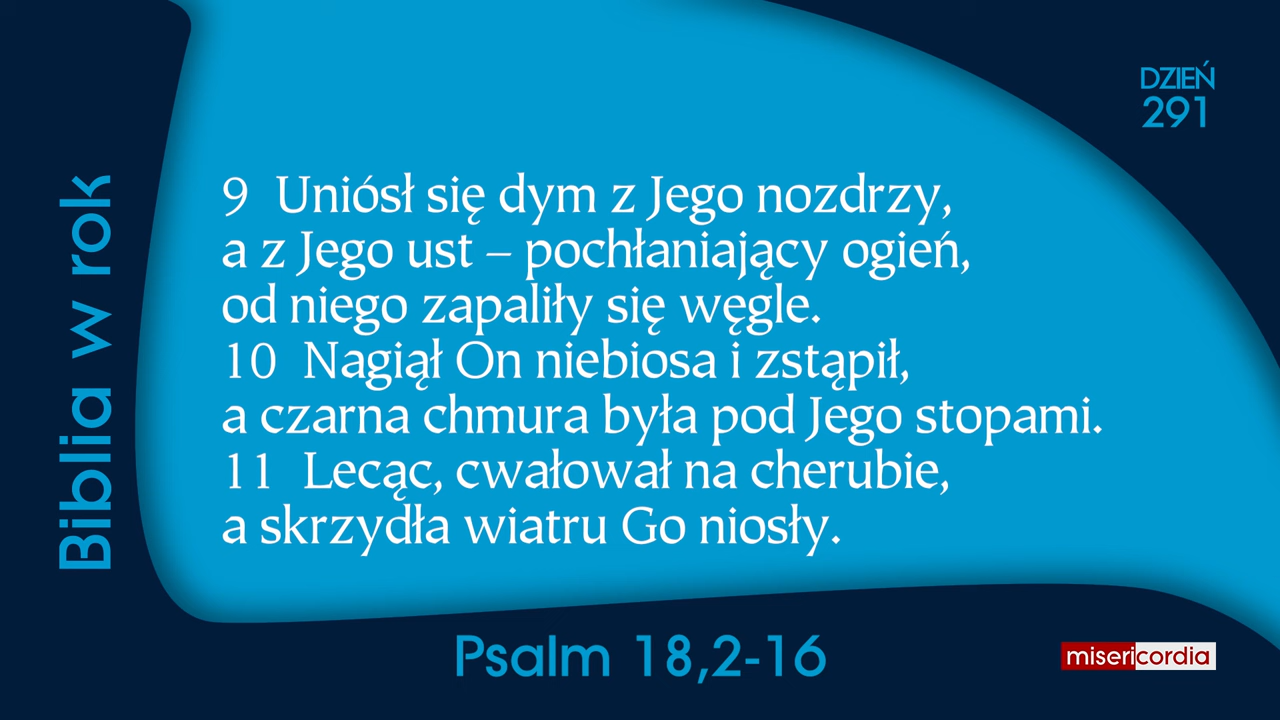 DZIEŃ
291
Biblia w rok
9 Uniósł się dym z Jego nozdrzy,
a z Jego ust – pochłaniający ogień,
od niego zapaliły się węgle.
10 Nagiął On niebiosa i zstąpił,
a czarna chmura była pod Jego stopami.
11 Lecąc, cwałował na cherubie,
a skrzydła wiatru Go niosły.
Psalm 18,2-16
misericordia